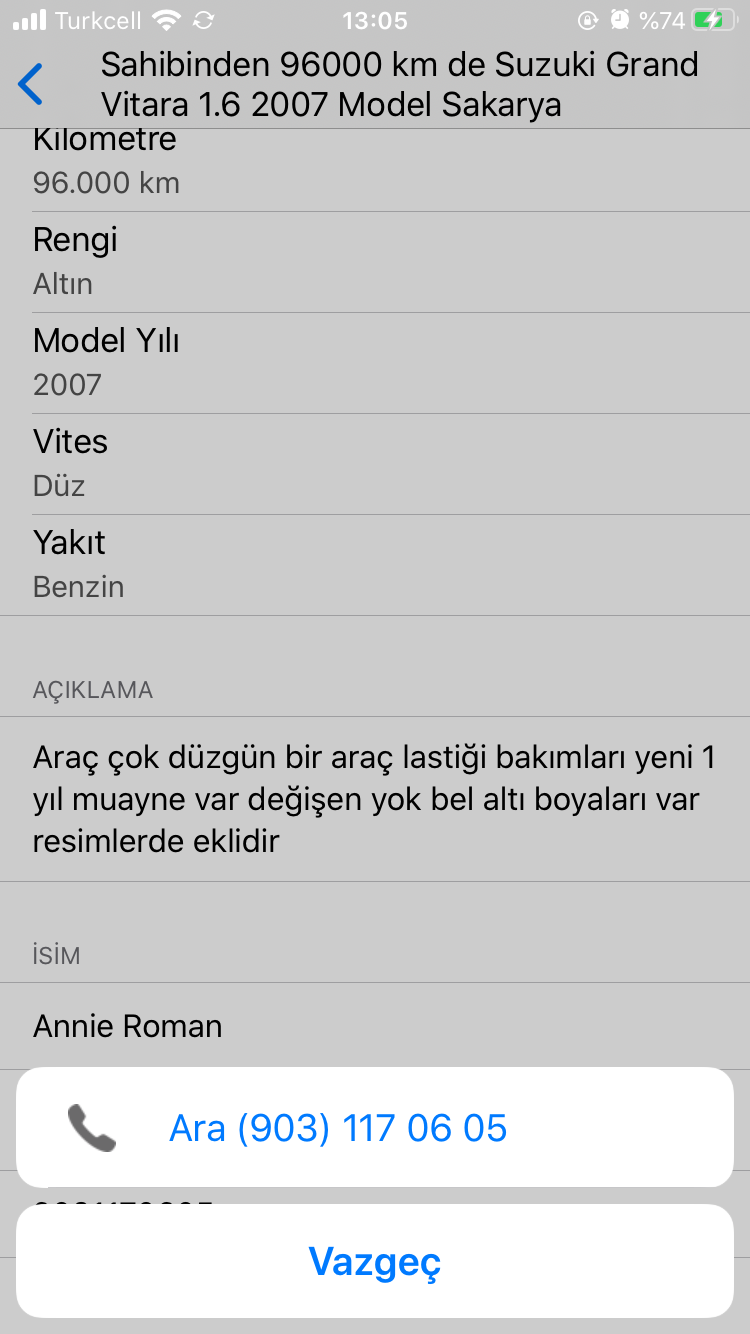 Turkcell 13:05 %74
Sahibinden 96000 km de Suzuki Grand
Vitara 1.6 2007 Model Sakarya
Kilometre
96.000 km
Rengi
Altın
Model Yılı
2007
Vites
Düz
Yakıt
Benzin
AÇIKLAMA
Araç çok düzgün bir araç lastiği bakımları yeni 1
yıl muayne var değişen yok bel altı boyaları var
resimlerde eklidir
İSİM
Annie Roman
Ara (903) 117 06 05
Vazgeç